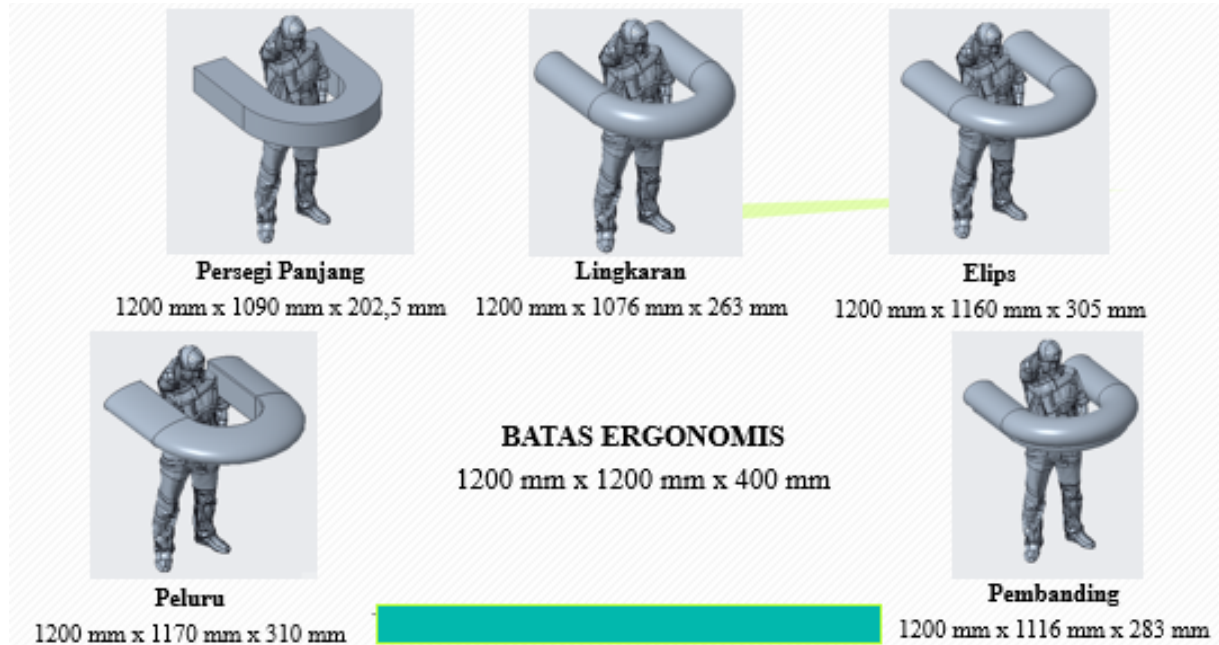 Persegi Panjang
1200 mm x 1090 mm x 202,5 mm
Lingkaran
1200 mm x 1076 mm x 263 mm
Elips
1200 mm x 1160 mm x 305 mm
BATAS ERGONOMIS
1200 mm x 1200 mm x 400 mm
Peluru
1200 mm x 1170 mm x 310 mm
Pembanding
1200 mm x 1116 mm x 283 mm